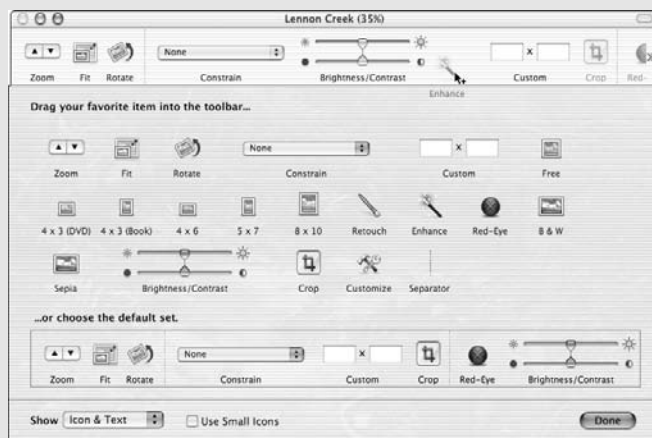 Lennon Creek (35%)
None
x
Zoom Fit Rotate Constrain Brightness/Contrast Custom Crop Red-
Enhance
Drag your favorite item into the toolbar...
None
x
Zoom Fit Rotate Constrain Custom Free
4 x 3 (DVD) 4 x 3 (Book) 4 x 6 5 x 7 8 x 10 Retouch Enhance Red-Eye B & W
Sepia Brightness/Contrast Crop Customize Separator
...or choose the default set.
None
x
Zoom Fit Rotate Constrain Custom Crop Red-Eye Brightness/Contrast
Show Icon & Text Use Small Icons Done